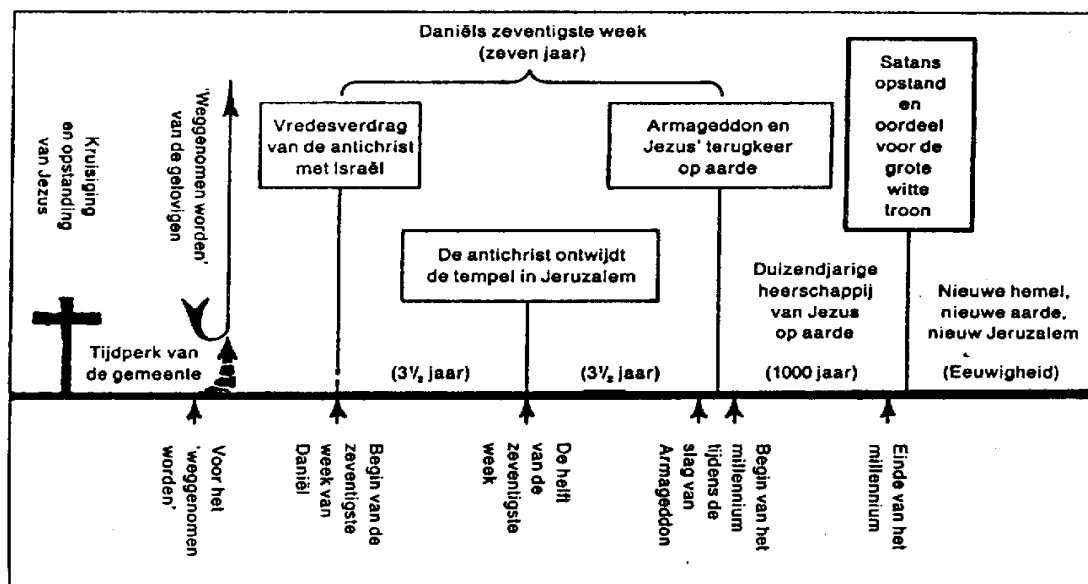 Daniëls zeventigste week
(zeven jaar)
Kruisiging
en opstanding
van Jezus
'Weggenomen worden'
van de gelovigen
Vredesverdrag
van de antichrist
met Israël
Armageddon en
Jezus' terugkeer
op aarde
Satans
opstand
en
oordeel
voor de
grote
witte
troon
De antichrist ontwijdt
de tempel in Jeruzalem
Duizendjarige
heerschappij
van Jezus
op aarde
Nieuwe hemel,
nieuwe aarde,
nieuw Jeruzalem
Tijdperk van
de gemeente
(3½ jaar)
(3½ jaar)
(1000 jaar)
(Eeuwigheid)
Voor het
'weggenomen
worden'
Begin van de
zeventigste
week van
Daniël
De helft
van de
zeventigste
week
Begin van het
millennium
tijdens de
slag van
Armageddon
Einde van het
millennium